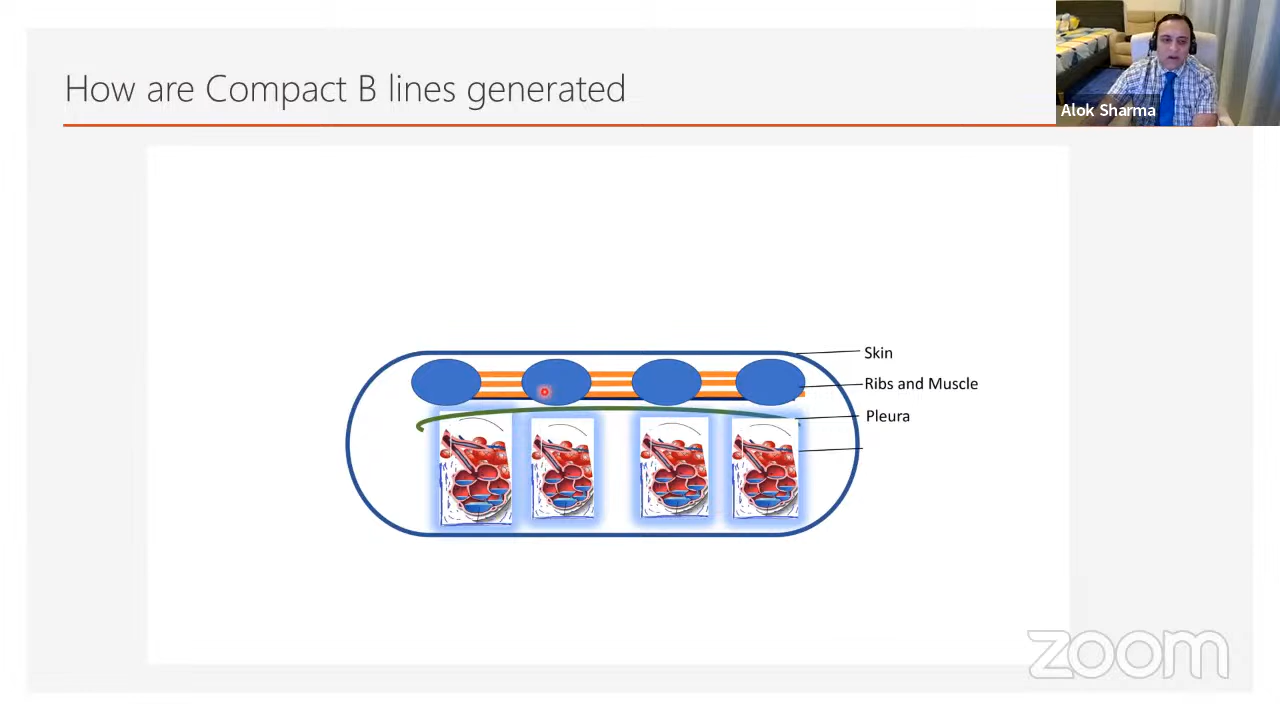 How are Compact B lines generated
Alok Sharma
Skin
Ribs and Muscle
Pleura
zoom